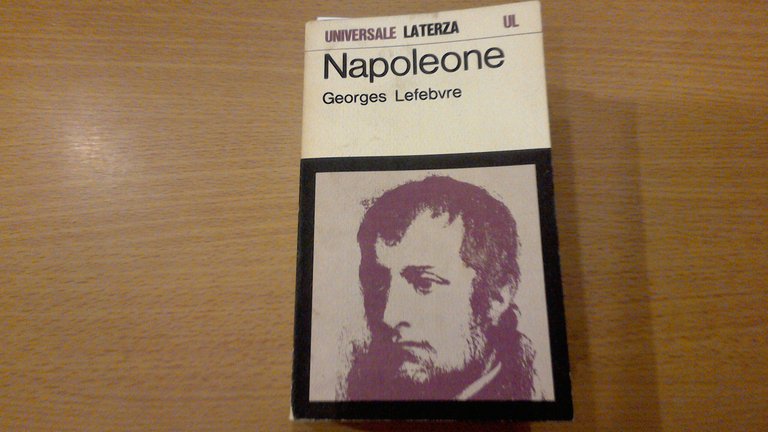 UNIVERSALE LATERZA UL
Napoleone
Georges Lefebvre